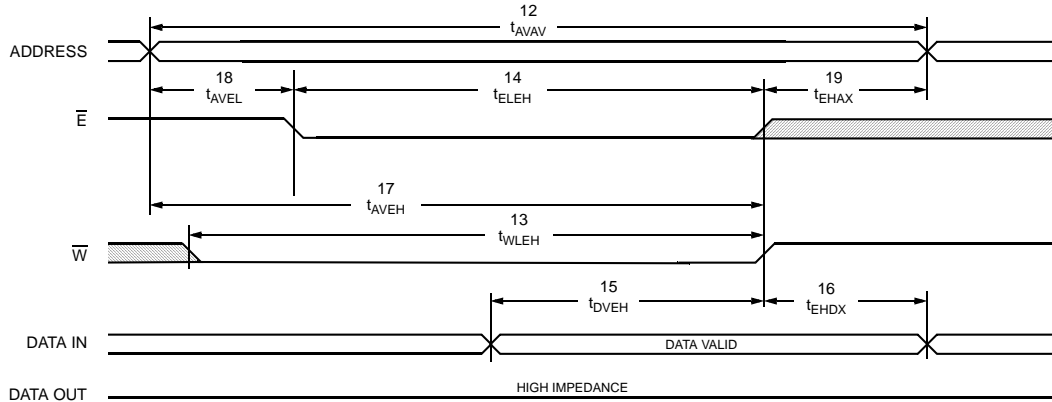 12
tAVAV
ADDRESS
18
tAVEL
14
tELEH
19
tEHAX
E̅
17
tAVEH
13
tWLEH
W̅
15
tDVEH
16
tEHDX
DATA IN
DATA VALID
DATA OUT
HIGH IMPEDANCE